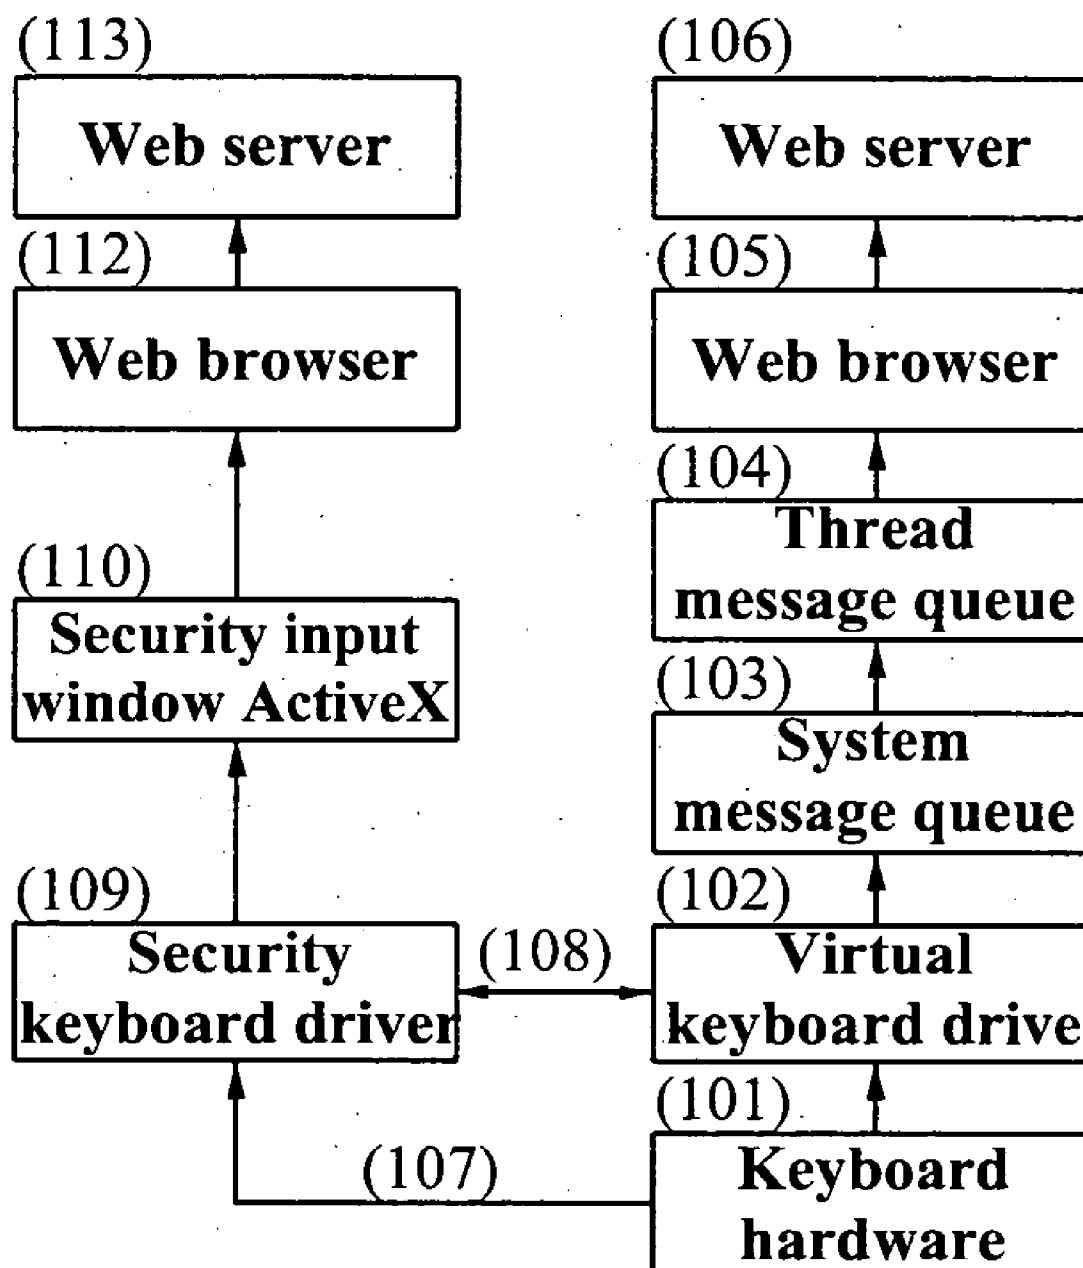 (113)
Web server
(112)
Web browser
(110)
Security input
window ActiveX
(109)
Security
keyboard driver
(108)
(107)
(106)
Web server
(105)
Web browser
(104)
Thread
message queue
(103)
System
message queue
(102)
Virtual
keyboard drive
(101)
Keyboard
hardware